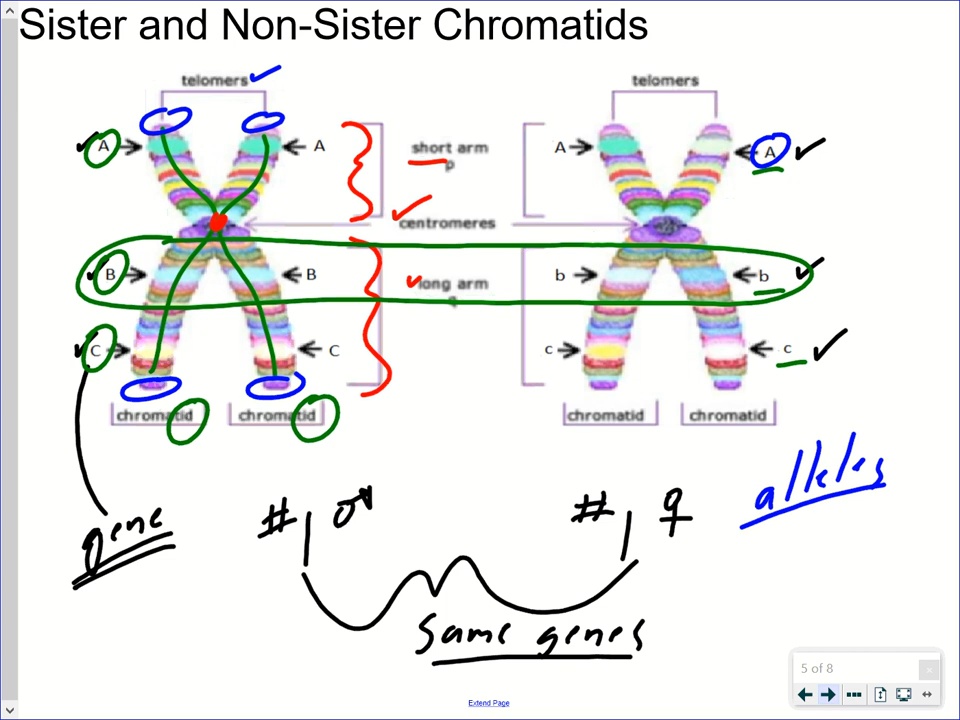 Sister and Non-Sister Chromatids
telomers telomers
A A short arm A A
p
centromeres
B B long arm b b
q
C C c c
chromatid chromatid chromatid chromatid
alleles
gene #1 ♂ #1 ♀
same genes
5 of 8
Extend Page